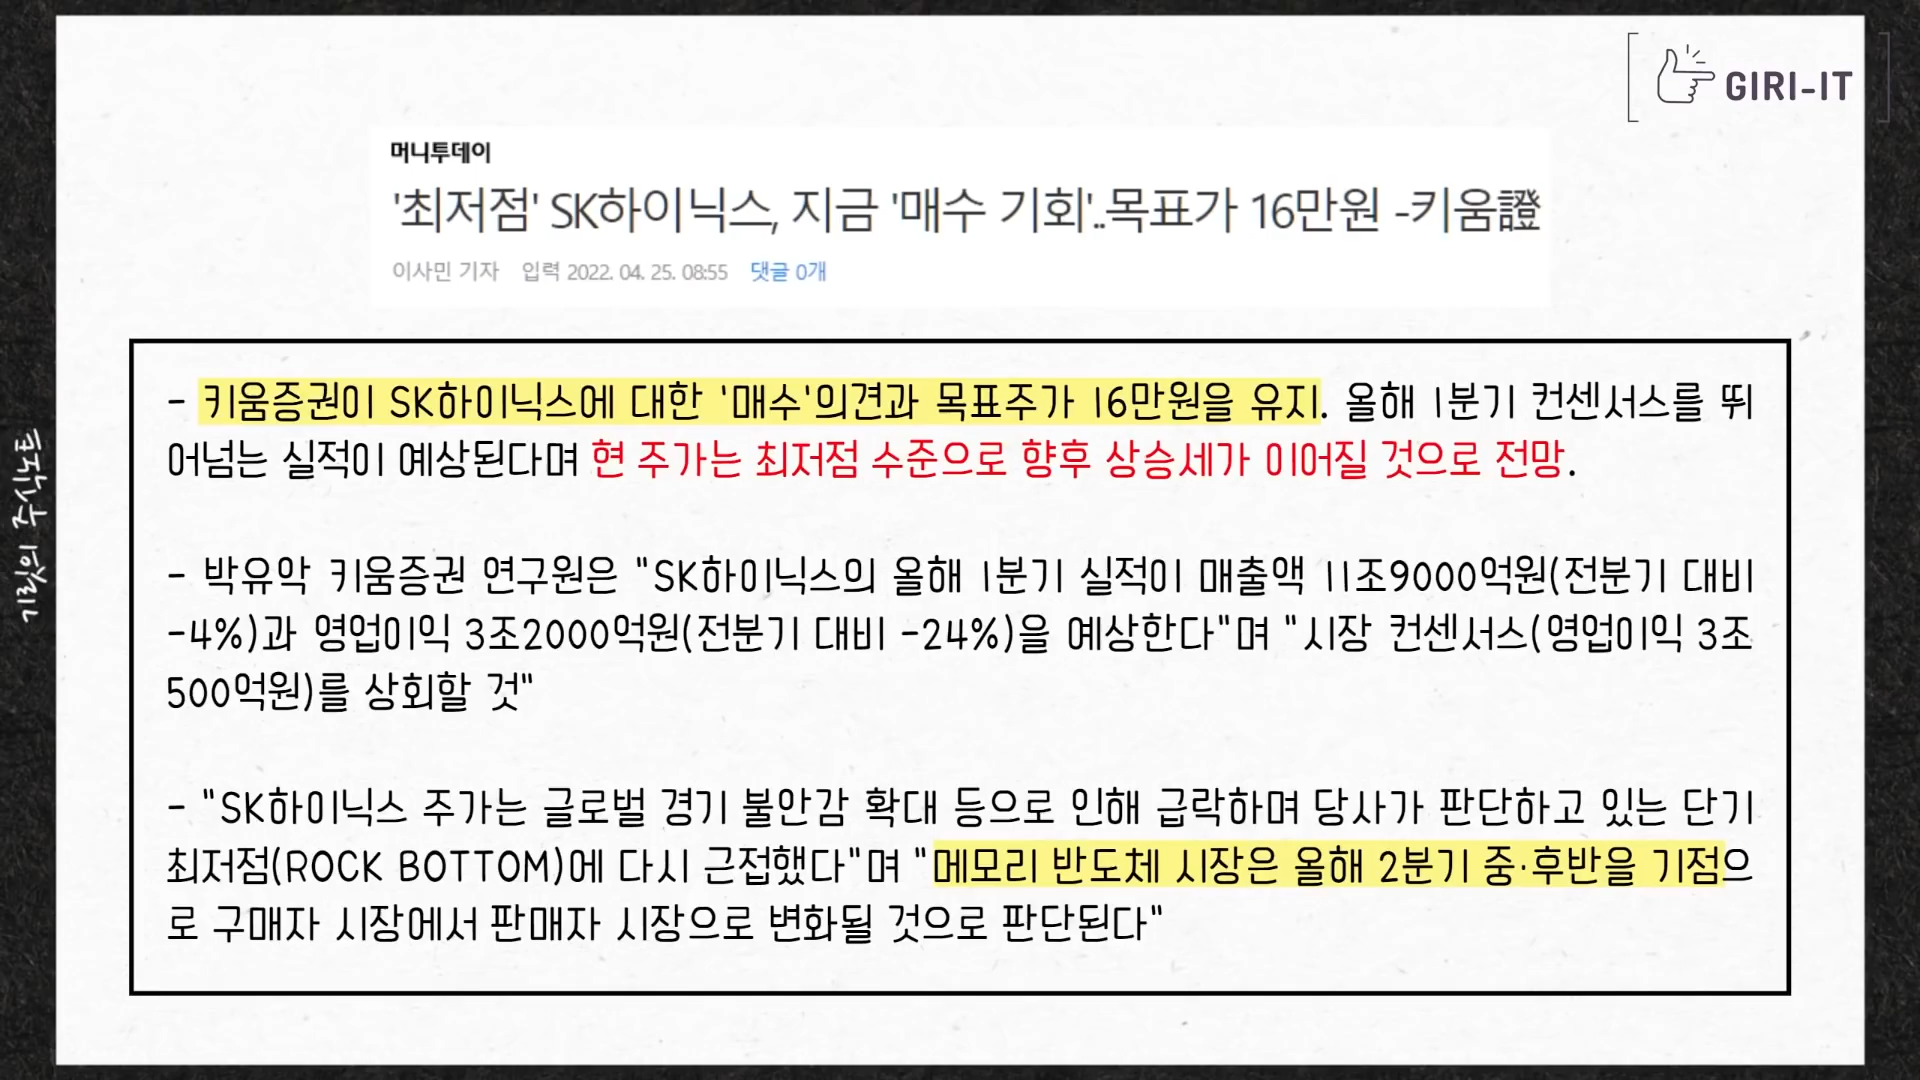 GIRI-IT
머니투데이
'최저점' SK하이닉스, 지금 '매수 기회'..목표가 16만원 -키움證
이사민 기자 입력 2022. 04. 25. 08:55 댓글 0개
- 키움증권이 SK하이닉스에 대한 '매수'의견과 목표주가 16만원을 유지. 올해 1분기 컨센서스를 뛰
어넘는 실적이 예상된다며 현 주가는 최저점 수준으로 향후 상승세가 이어질 것으로 전망.
- 박유악 키움증권 연구원은 "SK하이닉스의 올해 1분기 실적이 매출액 11조9000억원(전분기 대비
-4%)과 영업이익 3조2000억원(전분기 대비 -24%)을 예상한다"며 "시장 컨센서스(영업이익 3조
500억원)를 상회할 것"
- "SK하이닉스 주가는 글로벌 경기 불안감 확대 등으로 인해 급락하며 당사가 판단하고 있는 단기
최저점(ROCK BOTTOM)에 다시 근접했다"며 "메모리 반도체 시장은 올해 2분기 중·후반을 기점으
로 구매자 시장에서 판매자 시장으로 변화될 것으로 판단된다"
기릿의 주식노트